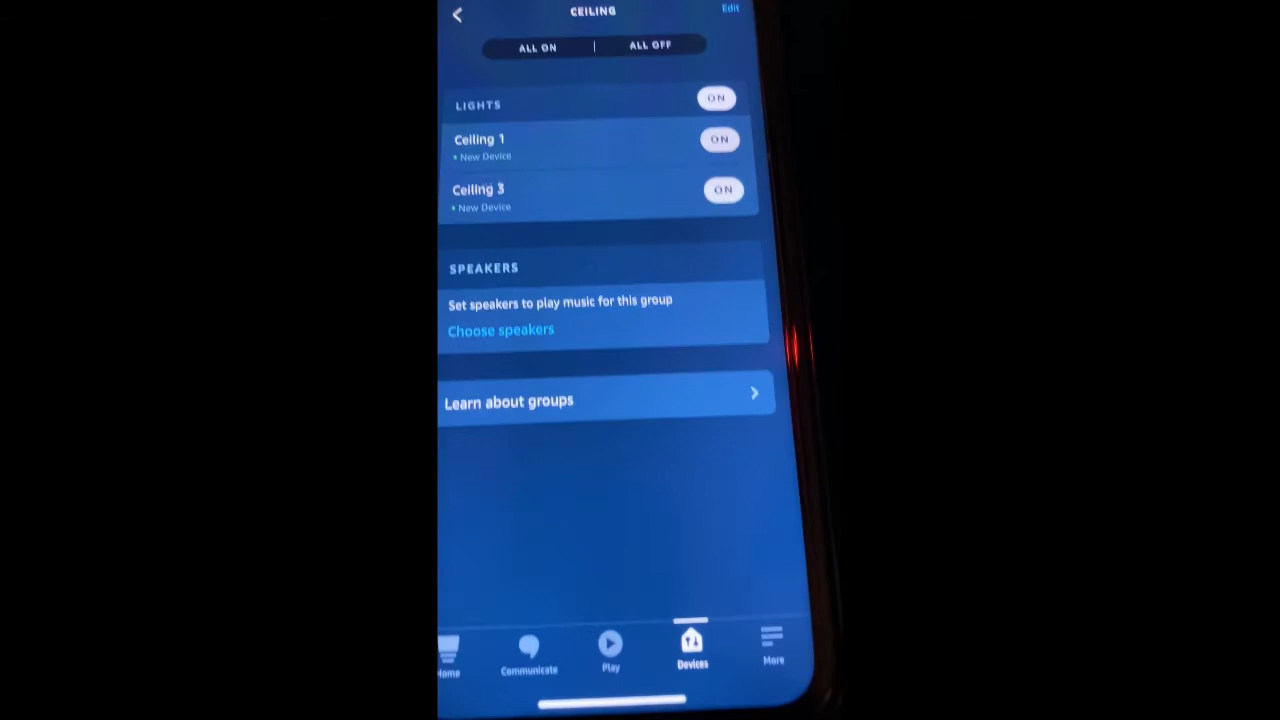 CEILING
Edit
ALL ON | ALL OFF
LIGHTS
ON
Ceiling 1
New Device
ON
Ceiling 3
New Device
ON
SPEAKERS
Set speakers to play music for this group
Choose speakers
Learn about groups
Home
Communicate
Play
Devices
More